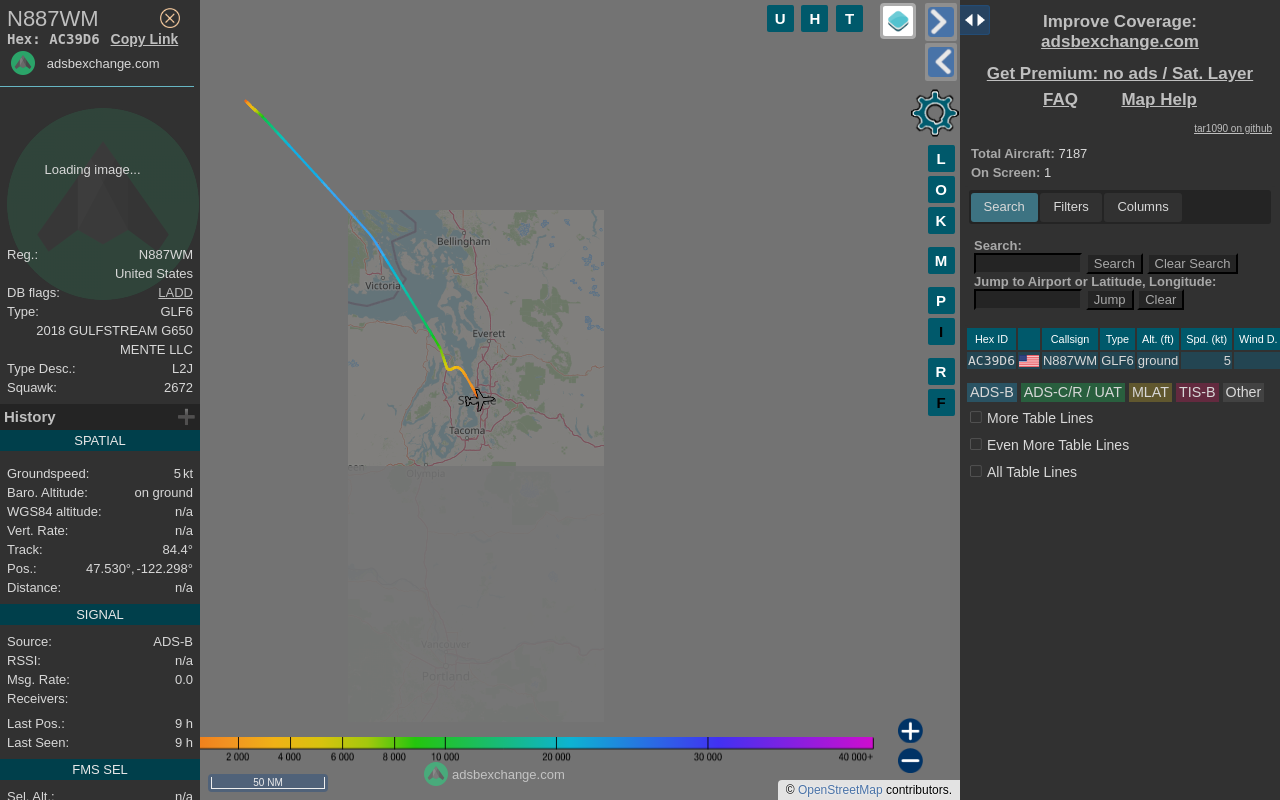 N887WM
Hex: AC39D6 Copy Link
adsbexchange.com
Loading image...
Reg.: N887WM
United States
DB flags: LADD
Type: GLF6
2018 GULFSTREAM G650
MENTE LLC
Type Desc.: L2J
Squawk: 2672
History
SPATIAL
Groundspeed: 5 kt
Baro. Altitude: on ground
WGS84 altitude: n/a
Vert. Rate: n/a
Track: 84.4°
Pos.: 47.530°, -122.298°
Distance: n/a
SIGNAL
Source: ADS-B
RSSI: n/a
Msg. Rate: 0.0
Receivers:
Last Pos.: 9 h
Last Seen: 9 h
FMS SEL
Sel. Alt.: n/a
U H T
L
O
K
M
P
I
R
F
Bellingham
Victoria
Everett
Tacoma
Olympia
Vancouver
Portland
2 000 4 000 6 000 8 000 10 000 20 000 30 000 40 000+
adsbexchange.com
50 NM
© OpenStreetMap contributors.
Improve Coverage:
adsbexchange.com
Get Premium: no ads / Sat. Layer
FAQ Map Help
tar1090 on github
Total Aircraft: 7187
On Screen: 1
Search Filters Columns
Search:
Search Clear Search
Jump to Airport or Latitude, Longitude:
Jump Clear
Hex ID Callsign Type Alt. (ft) Spd. (kt) Wind D.
AC39D6 N887WM GLF6 ground 5
ADS-B ADS-C/R / UAT MLAT TIS-B Other
More Table Lines
Even More Table Lines
All Table Lines